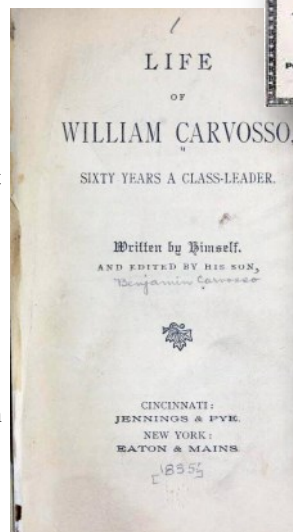 LIFE
OF
WILLIAM CARVOSSO,
SIXTY YEARS A CLASS-LEADER.
Written by Himself.
AND EDITED BY HIS SON,
Benjamin Carvosso
CINCINNATI:
JENNINGS & PYE.
NEW YORK:
EATON & MAINS
[1855]